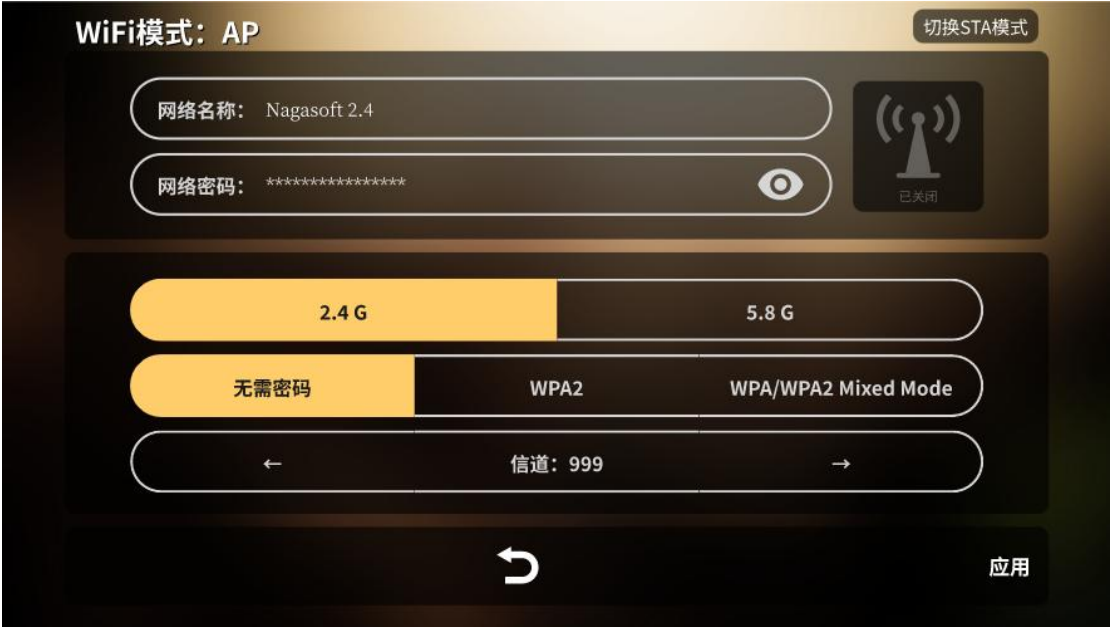 WiFi模式：AP
切换STA模式
网络名称： Nagasoft 2.4
网络密码： ****************
已关闭
2.4 G
5.8 G
无需密码
WPA2
WPA/WPA2 Mixed Mode
← 信道：999 →
应用